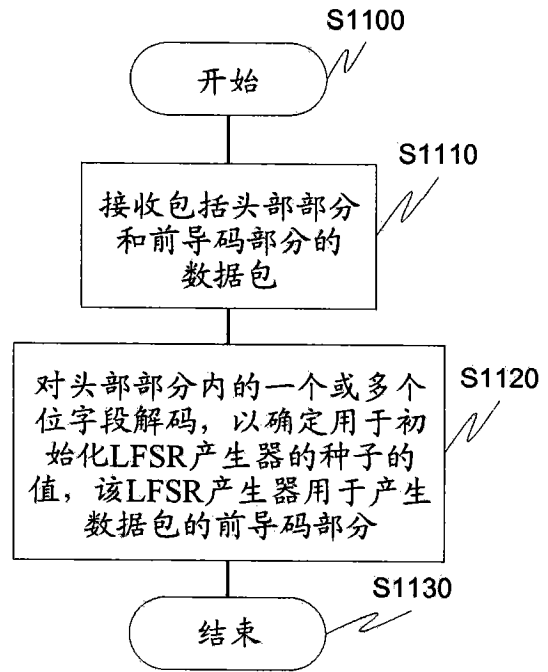 S1100
开始
S1110
接收包括头部部分
和前导码部分的
数据包
S1120
对头部部分内的一个或多个
位字段解码，以确定用于初
始化LFSR产生器的种子的
值，该LFSR产生器用于产生
数据包的前导码部分
S1130
结束